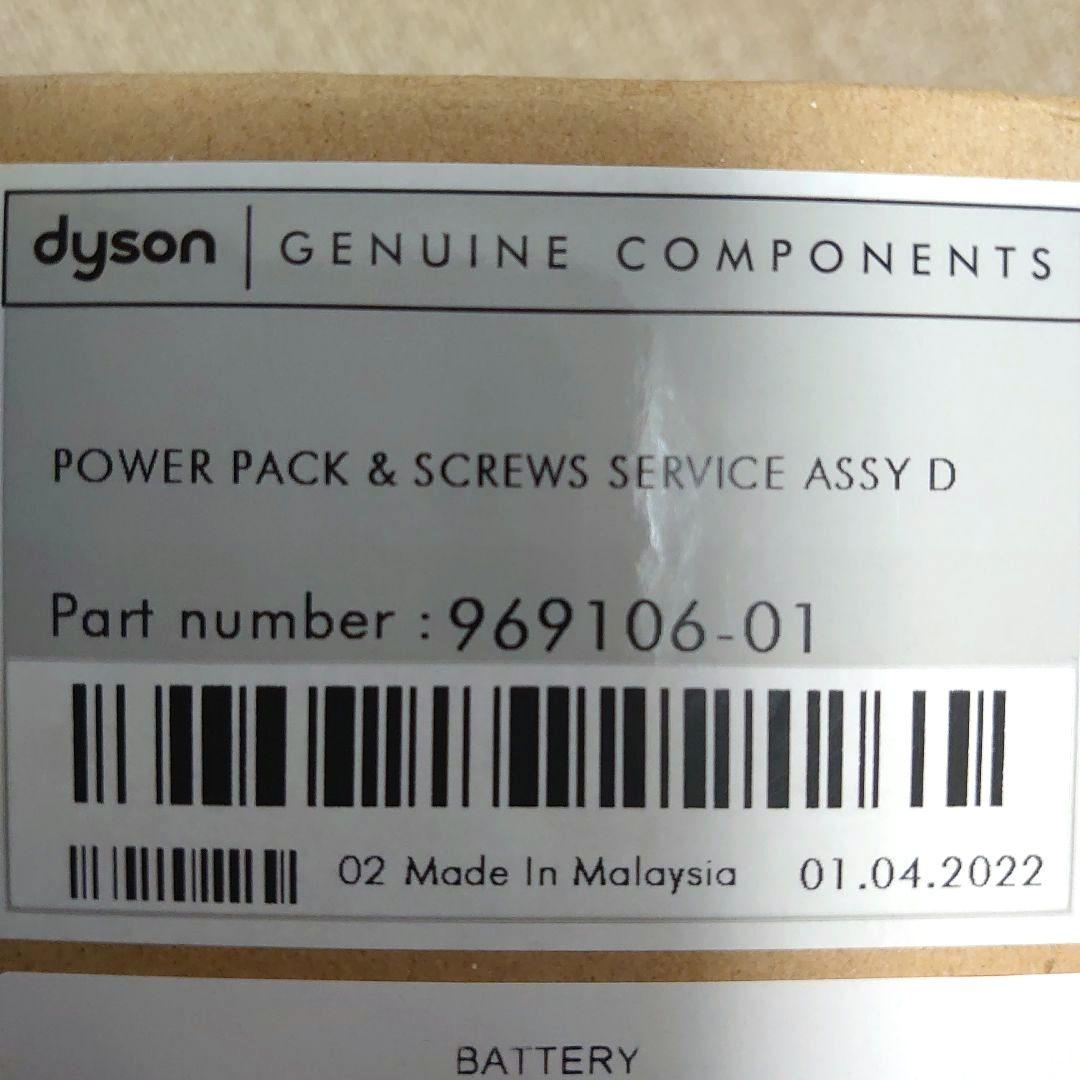 dyson | GENUINE COMPONENTS
POWER PACK & SCREWS SERVICE ASSY D
Part number : 969106-01
02 Made In Malaysia 01.04.2022
BATTERY